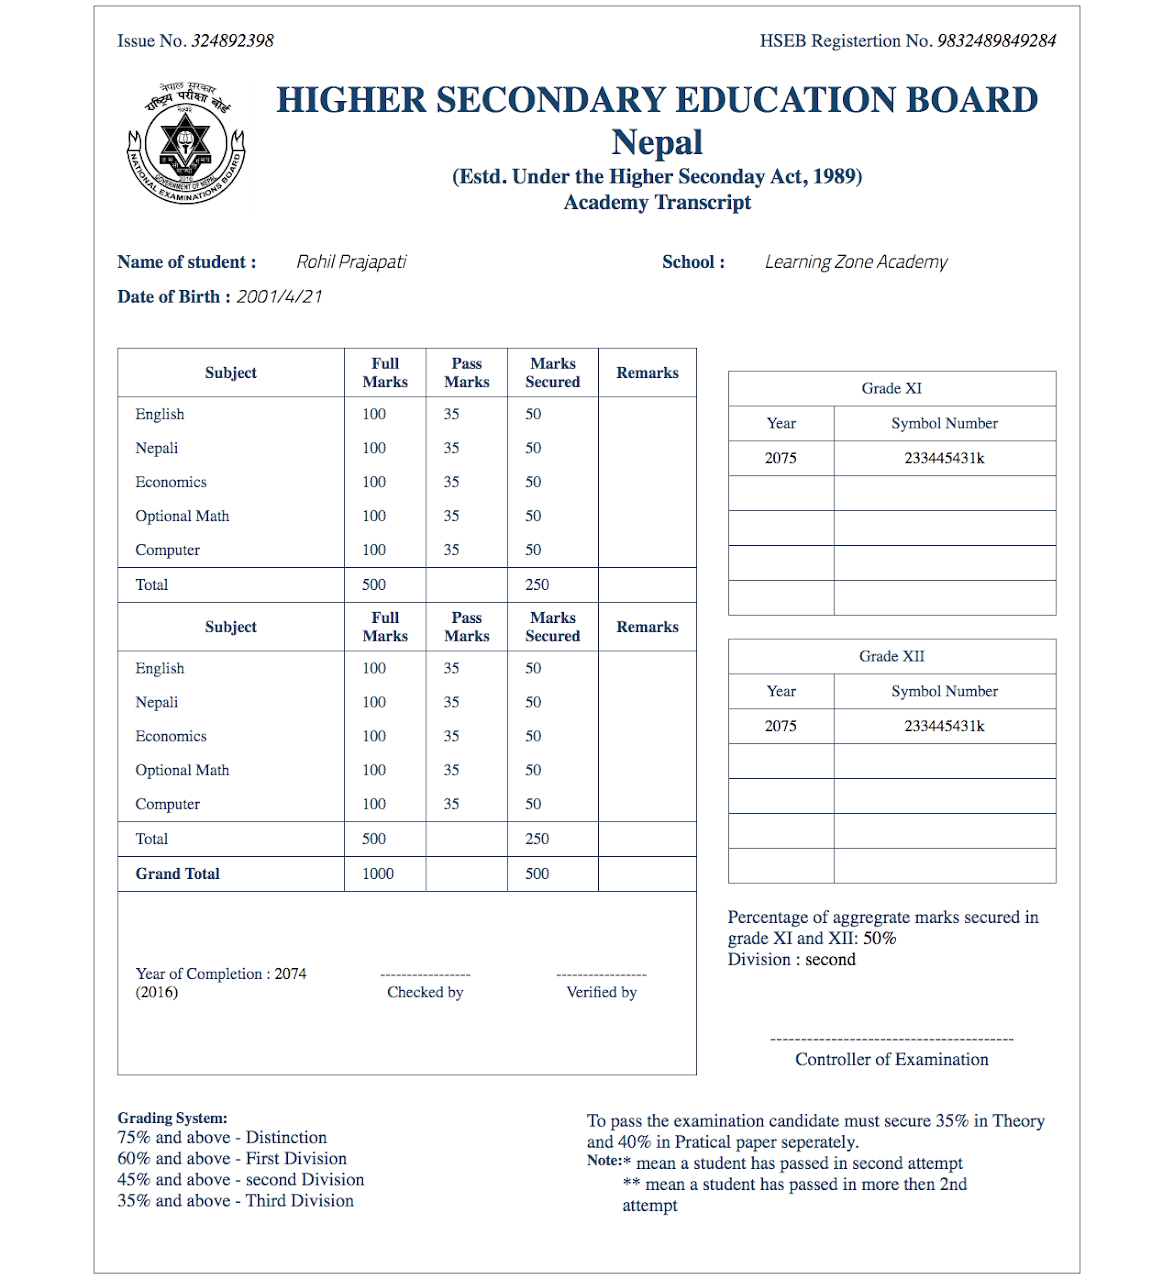 Issue No. 324892398
HSEB Registertion No. 9832489849284
नेपाल सरकार
राष्ट्रिय परीक्षा बोर्ड
NATIONAL EXAMINATIONS BOARD
GOVERNMENT OF NEPAL
2016
HIGHER SECONDARY EDUCATION BOARD
Nepal
(Estd. Under the Higher Seconday Act, 1989)
Academy Transcript
Name of student : Rohil Prajapati
School : Learning Zone Academy
Date of Birth : 2001/4/21
Subject Full Marks Pass Marks Marks Secured Remarks
English 100 35 50
Nepali 100 35 50
Economics 100 35 50
Optional Math 100 35 50
Computer 100 35 50
Total 500 250
Subject Full Marks Pass Marks Marks Secured Remarks
English 100 35 50
Nepali 100 35 50
Economics 100 35 50
Optional Math 100 35 50
Computer 100 35 50
Total 500 250
Grand Total 1000 500
Year of Completion : 2074
(2016)
-----------------
Checked by
-----------------
Verified by
Grade XI
Year Symbol Number
2075 233445431k
Grade XII
Year Symbol Number
2075 233445431k
Percentage of aggregrate marks secured in
grade XI and XII: 50%
Division : second
----------------------------------------
Controller of Examination
Grading System:
75% and above - Distinction
60% and above - First Division
45% and above - second Division
35% and above - Third Division
To pass the examination candidate must secure 35% in Theory
and 40% in Pratical paper seperately.
Note:* mean a student has passed in second attempt
** mean a student has passed in more then 2nd
attempt